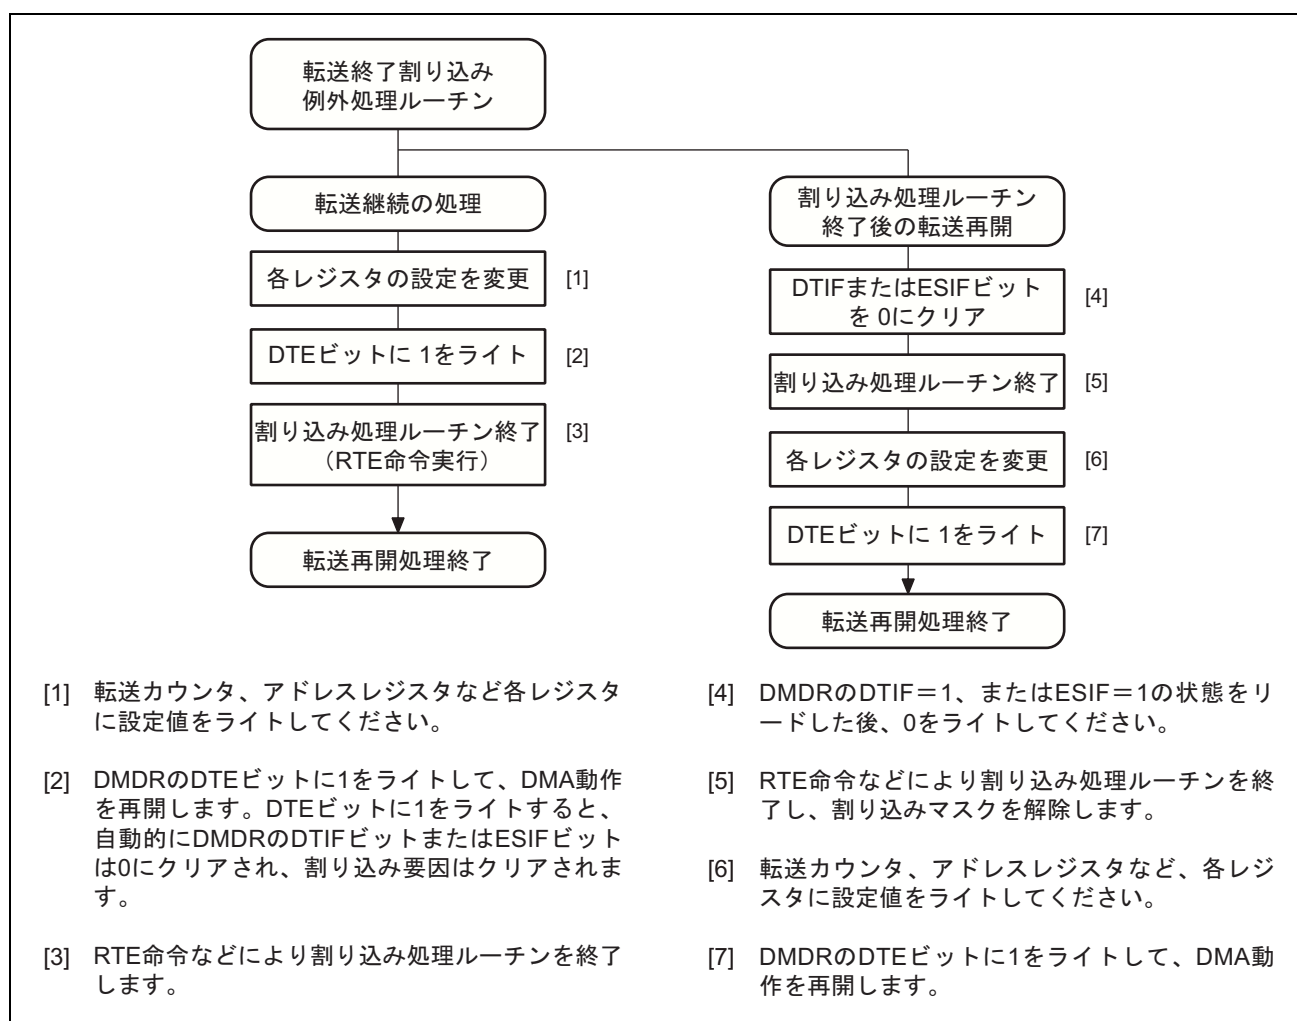 転送終了割り込み
例外処理ルーチン
転送継続の処理
各レジスタの設定を変更 [1]
DTEビットに 1をライト [2]
割り込み処理ルーチン終了 [3]
(RTE命令実行)
転送再開処理終了
割り込み処理ルーチン
終了後の転送再開
DTIFまたはESIFビット
を 0にクリア [4]
割り込み処理ルーチン終了 [5]
各レジスタの設定を変更 [6]
DTEビットに 1をライト [7]
転送再開処理終了
[1] 転送カウンタ、アドレスレジスタなど各レジスタ
に設定値をライトしてください。
[2] DMDRのDTEビットに1をライトして、DMA動作
を再開します。DTEビットに1をライトすると、
自動的にDMDRのDTIFビットまたはESIFビット
は0にクリアされ、割り込み要因はクリアされま
す。
[3] RTE命令などにより割り込み処理ルーチンを終了
します。
[4] DMDRのDTIF=1、またはESIF=1の状態をリ
ードした後、0をライトしてください。
[5] RTE命令などにより割り込み処理ルーチンを終
了し、割り込みマスクを解除します。
[6] 転送カウンタ、アドレスレジスタなど、各レジ
スタに設定値をライトしてください。
[7] DMDRのDTEビットに1をライトして、DMA動
作を再開します。